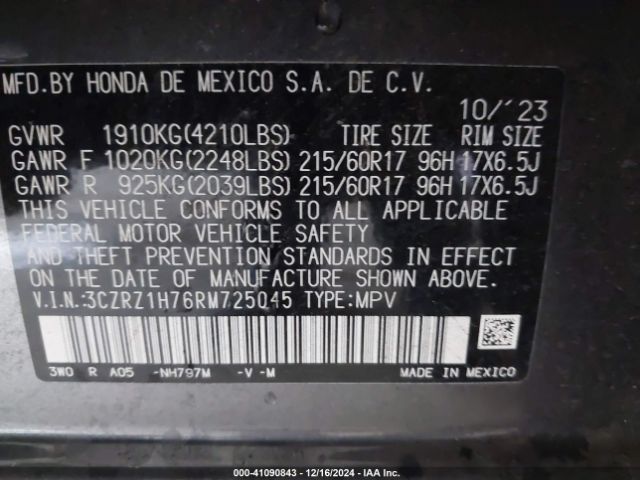 MFD.BY HONDA DE MEXICO S.A. DE C.V.
10/'23
GVWR 1910KG(4210LBS) TIRE SIZE RIM SIZE
GAWR F 1020KG(2248LBS) 215/60R17 96H 17X6.5J
GAWR R 925KG(2039LBS) 215/60R17 96H 17X6.5J
THIS VEHICLE CONFORMS TO ALL APPLICABLE
FEDERAL MOTOR VEHICLE SAFETY
AND THEFT PREVENTION STANDARDS IN EFFECT
ON THE DATE OF MANUFACTURE SHOWN ABOVE.
V.I.N.:3CZRZ1H76RM725045 TYPE:MPV
3W0 R A05 -NH797M -V -M MADE IN MEXICO
000-41090843 - 12/16/2024 - IAA Inc.